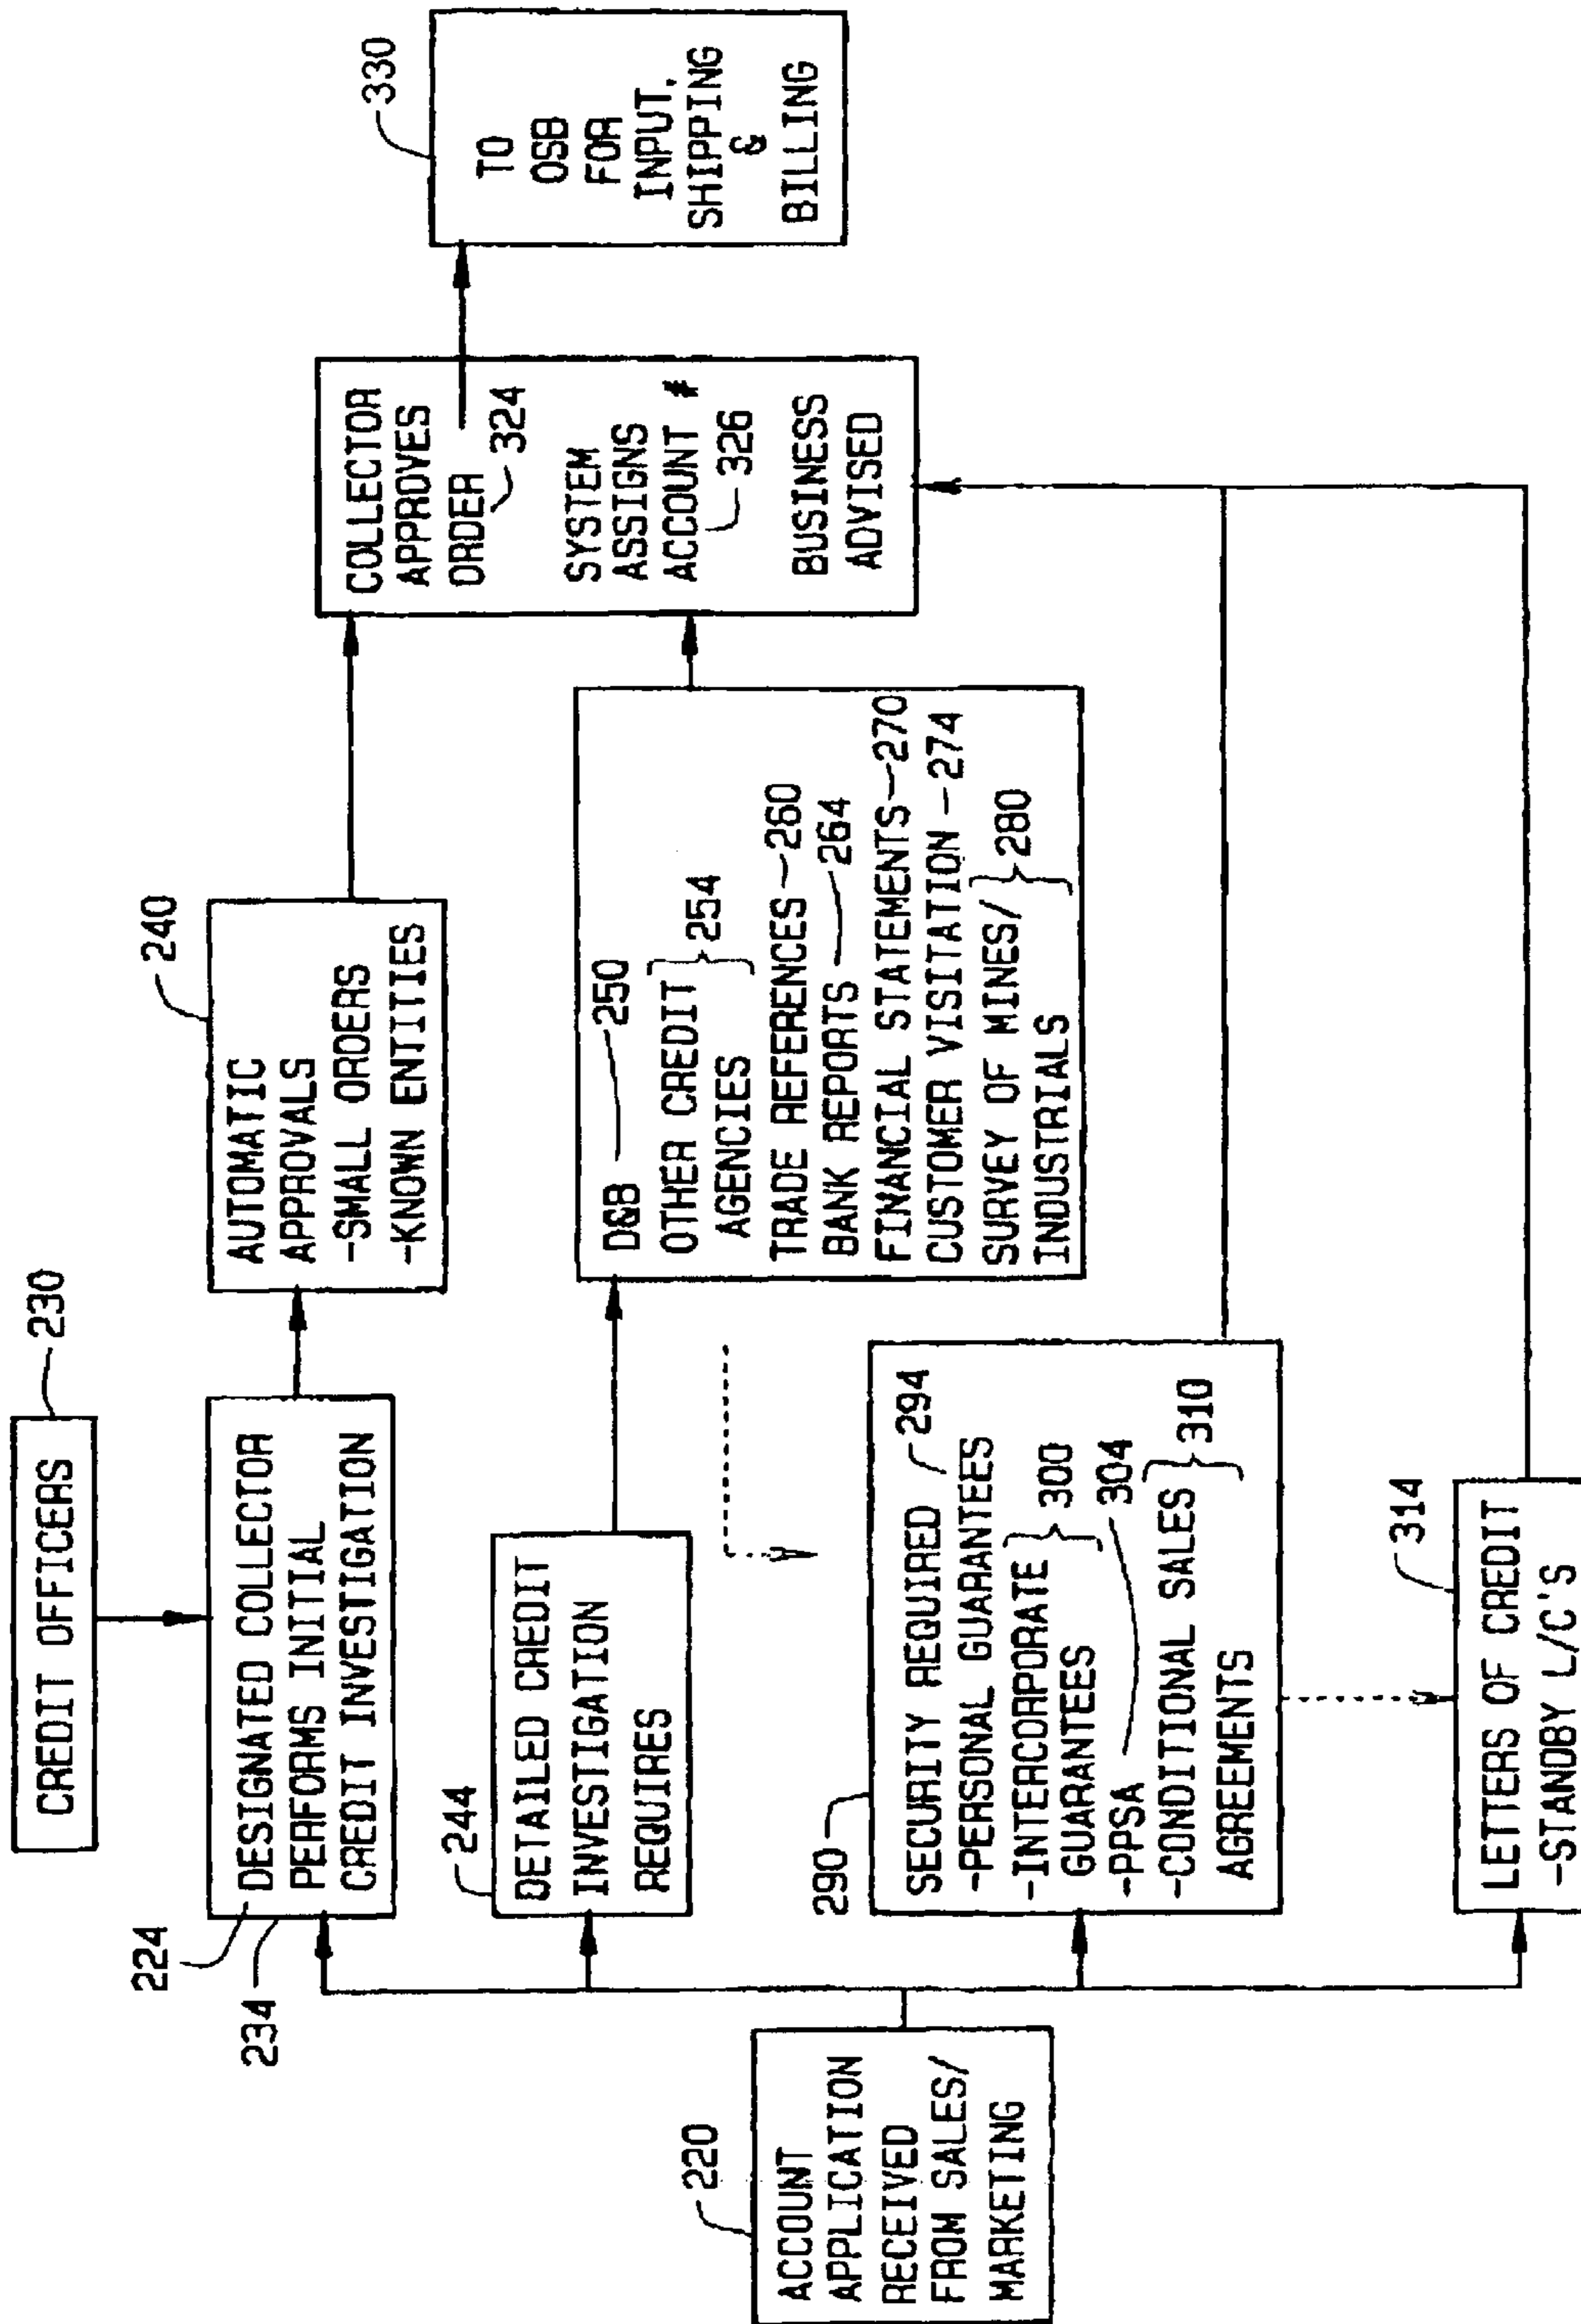 CREDIT OFFICERS
230
224
DESIGNATED COLLECTOR
PERFORMS INITIAL
CREDIT INVESTIGATION
234
240
AUTOMATIC
APPROVALS
-SMALL ORDERS
-KNOWN ENTITIES
244
DETAILED CREDIT
INVESTIGATION
REQUIRES
D&B 250
OTHER CREDIT
AGENCIES
254
TRADE REFERENCES 260
BANK REPORTS 264
FINANCIAL STATEMENTS 270
CUSTOMER VISITATION 274
SURVEY OF MINES/
INDUSTRIALS
280
220
ACCOUNT
APPLICATION
RECEIVED
FROM SALES/
MARKETING
290
SECURITY REQUIRED
294
-PERSONAL GUARANTEES
-INTERCORPORATE
GUARANTEES
300
-PPSA
304
-CONDITIONAL SALES
AGREEMENTS
310
314
LETTERS OF CREDIT
-STANDBY L/C'S
COLLECTOR
APPROVES
ORDER
324
SYSTEM
ASSIGNS
ACCOUNT #
326
BUSINESS
ADVISED
330
TO
OSB
FOR
INPUT,
SHIPPING
&
BILLING